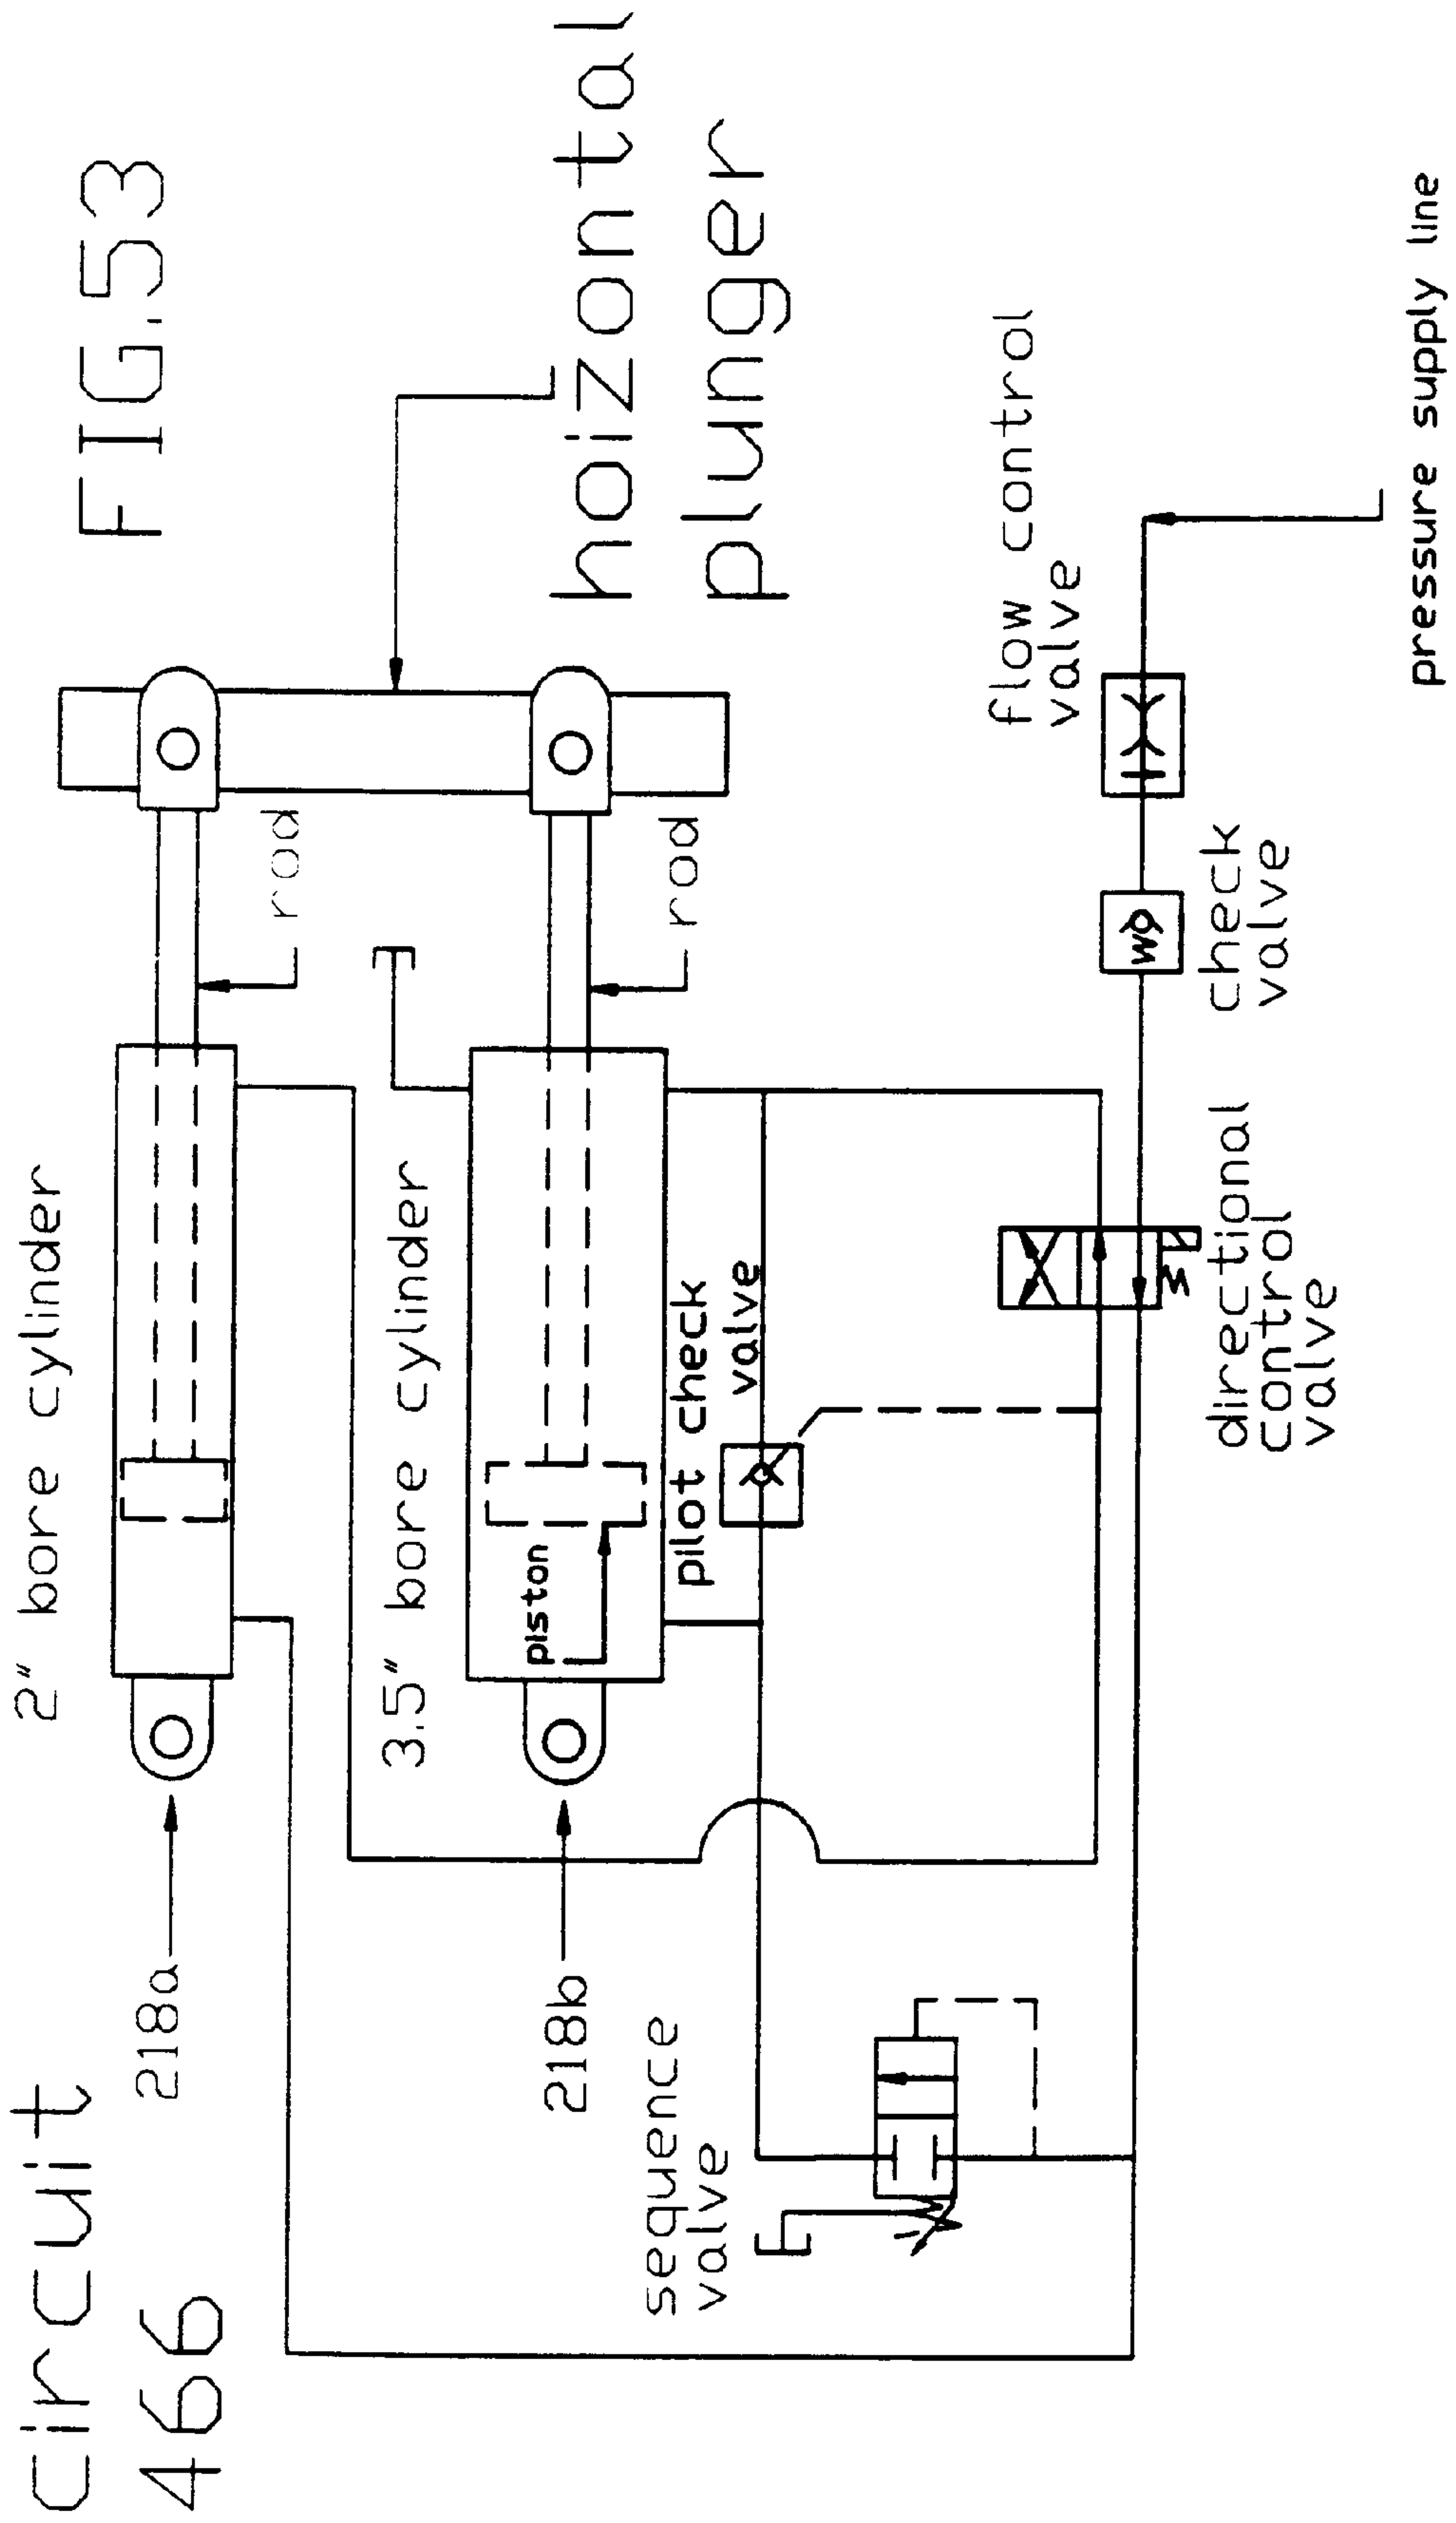 circuit
466
FIG.53
2" bore cylinder
218a
rod
hoizontal
plunger
3.5" bore cylinder
218b
piston
rod
pilot check
valve
sequence
valve
flow control
valve
check
valve
directional
control
valve
pressure supply line